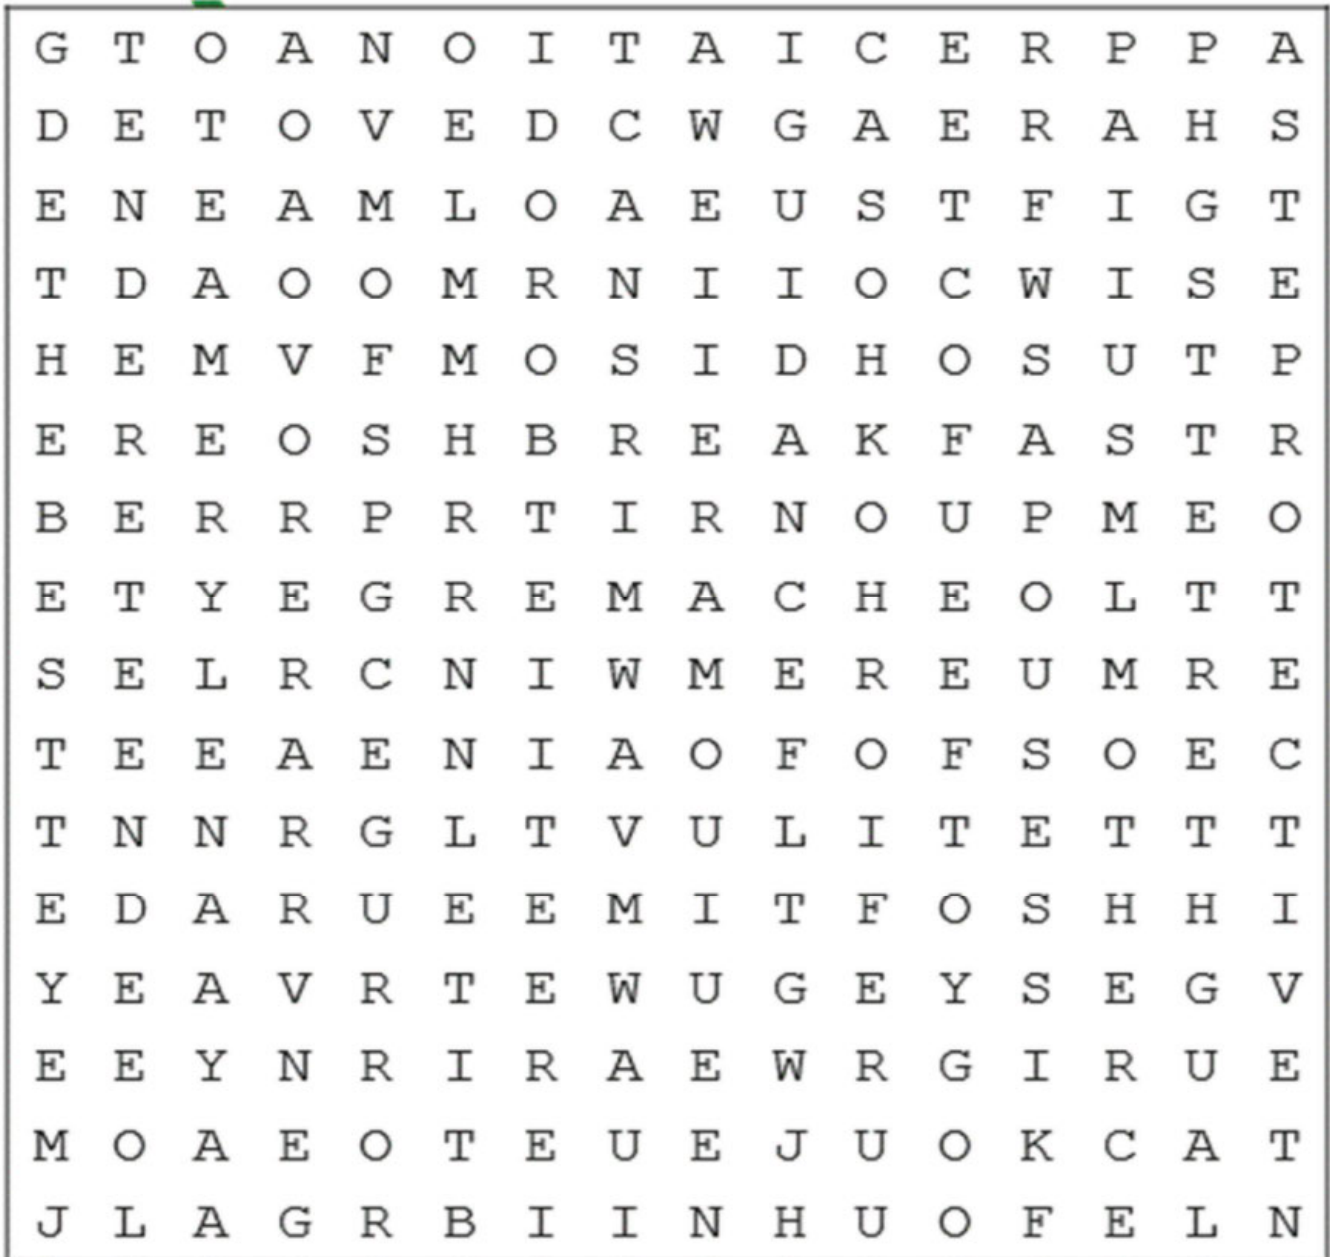 G T O A N O I T A I C E R P P A
D E T O V E D C W G A E R A H S
E N E A M L O A E U S T F I G T
T D A O O M R N I I O C W I S E
H E M V F M O S I D H O S U T P
E R E O S H B R E A K F A S T R
B E R R P R T I R N O U P M E O
E T Y E G R E M A C H E O L T T
S E L R C N I W M E R E U M R E
T E E A E N I A O F O F S O E C
T N N R G L T V U L I T E T T T
E D A R U E E M I T F O S H H I
Y E A V R T E W U G E Y S E G V
E E Y N R I R A E W R G I R U E
M O A E O T E U E J U O K C A T
J L A G R B I I N H U O F E L N